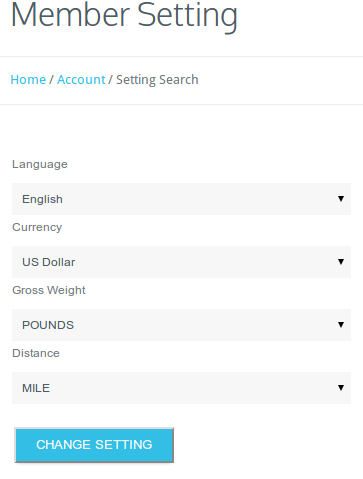 Member Setting
Home / Account / Setting Search
Language
English
Currency
US Dollar
Gross Weight
POUNDS
Distance
MILE
CHANGE SETTING